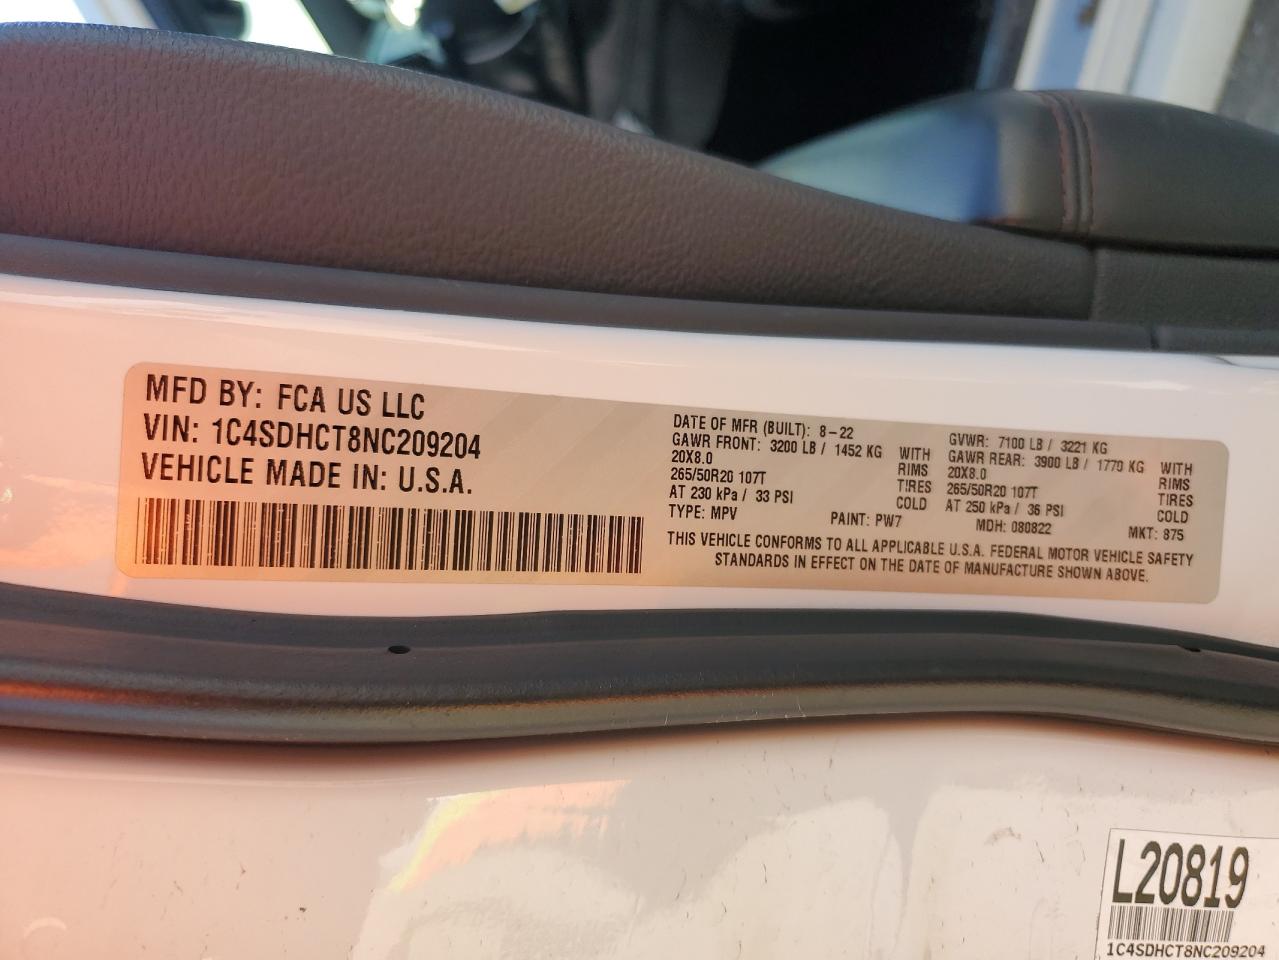 MFD BY: FCA US LLC
VIN: 1C4SDHCT8NC209204
VEHICLE MADE IN: U.S.A.
DATE OF MFR (BUILT): 8-22
GAWR FRONT: 3200 LB / 1452 KG WITH
20X8.0 RIMS
265/50R20 107T TIRES
AT 230 kPa / 33 PSI COLD
TYPE: MPV PAINT: PW7
GVWR: 7100 LB / 3221 KG
GAWR REAR: 3900 LB / 1770 KG WITH
20X8.0 RIMS
265/50R20 107T TIRES
AT 250 kPa / 36 PSI COLD
MDH: 080822 MKT: 875
THIS VEHICLE CONFORMS TO ALL APPLICABLE U.S.A. FEDERAL MOTOR VEHICLE SAFETY
STANDARDS IN EFFECT ON THE DATE OF MANUFACTURE SHOWN ABOVE.
L20819
1C4SDHCT8NC209204